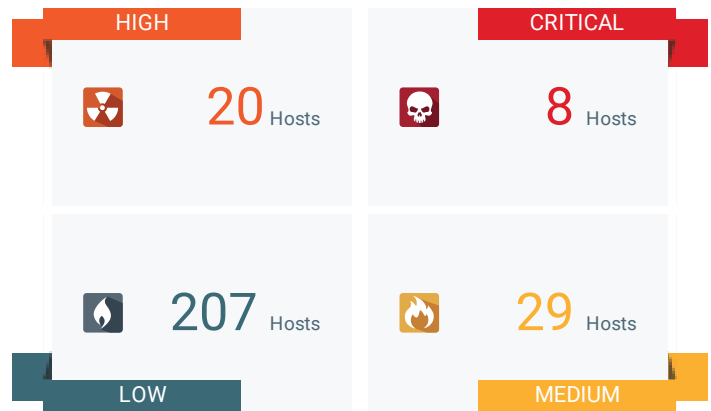 HIGH
20 Hosts
CRITICAL
8 Hosts
207 Hosts
LOW
29 Hosts
MEDIUM